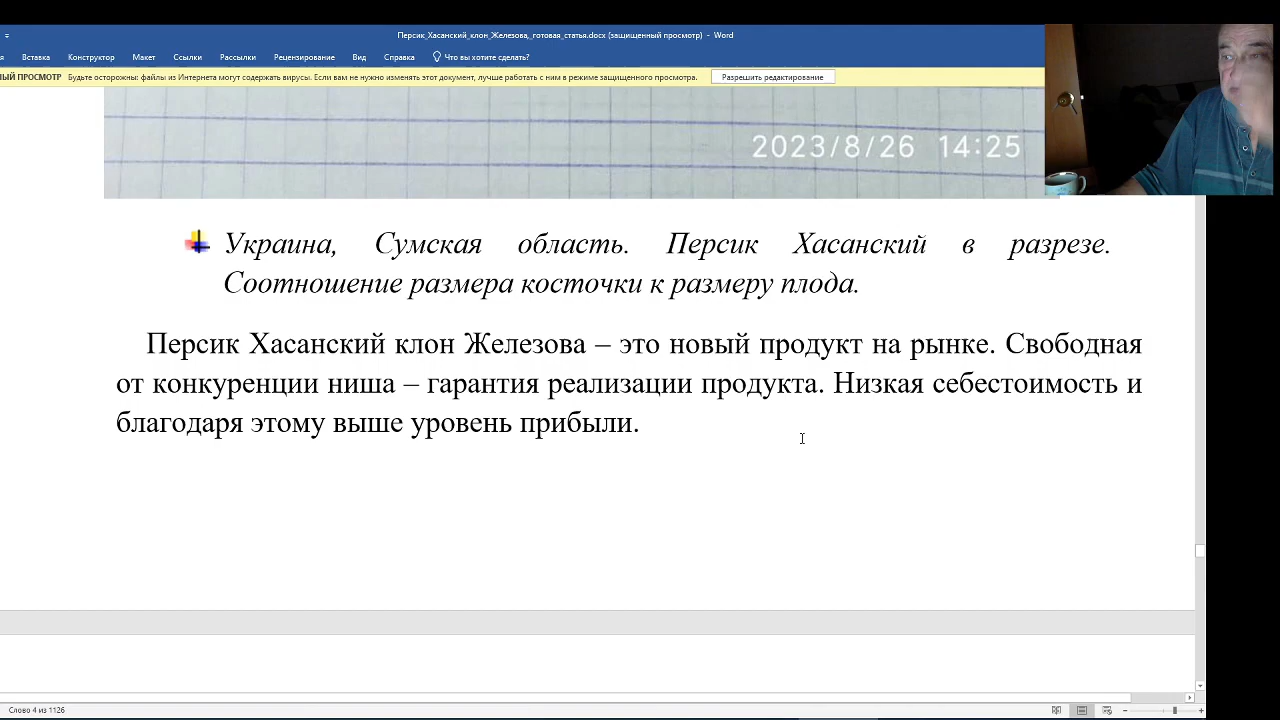 Персик_Хасанский_клон_Железова,_готовая_статья.docx (защищенный просмотр) - Word
Вставка Конструктор Макет Ссылки Рассылки Рецензирование Вид Справка Что вы хотите сделать?
ЫЙ ПРОСМОТР Будьте осторожны: файлы из Интернета могут содержать вирусы. Если вам не нужно изменять этот документ, лучше работать с ним в режиме защищенного просмотра. Разрешить редактирование
2023/8/26 14:25
Украина, Сумская область. Персик Хасанский в разрезе.
Соотношение размера косточки к размеру плода.
Персик Хасанский клон Железова – это новый продукт на рынке. Свободная
от конкуренции ниша – гарантия реализации продукта. Низкая себестоимость и
благодаря этому выше уровень прибыли.
Слово 4 из 1126